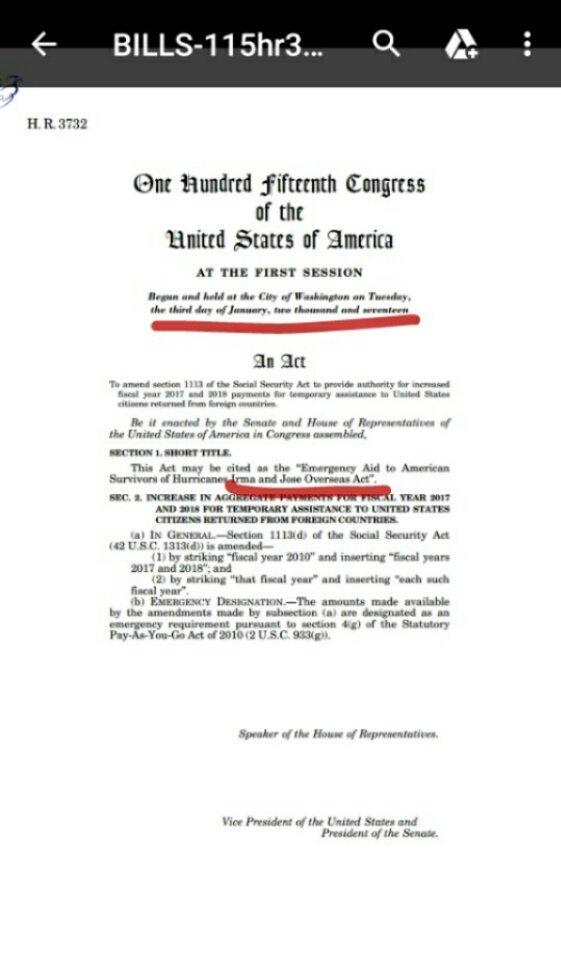 BILLS-115hr3...
H. R. 3732
One Hundred Fifteenth Congress
of the
United States of America
AT THE FIRST SESSION
Begun and held at the City of Washington on Tuesday,
the third day of January, two thousand and seventeen
An Act
To amend section 1113 of the Social Security Act to provide authority for increased
fiscal year 2017 and 2018 payments for temporary assistance to United States
citizens returned from foreign countries.
Be it enacted by the Senate and House of Representatives of
the United States of America in Congress assembled,
SECTION 1. SHORT TITLE.
This Act may be cited as the "Emergency Aid to American
Survivors of Hurricanes Irma and Jose Overseas Act".
SEC. 2. INCREASE IN AGGREGATE PAYMENTS FOR FISCAL YEAR 2017
AND 2018 FOR TEMPORARY ASSISTANCE TO UNITED STATES
CITIZENS RETURNED FROM FOREIGN COUNTRIES.
(a) IN GENERAL.—Section 1113(d) of the Social Security Act
(42 U.S.C. 1313(d)) is amended—
(1) by striking "fiscal year 2010" and inserting "fiscal years
2017 and 2018"; and
(2) by striking "that fiscal year" and inserting "each such
fiscal year".
(b) EMERGENCY DESIGNATION.—The amounts made available
by the amendments made by subsection (a) are designated as an
emergency requirement pursuant to section 4(g) of the Statutory
Pay-As-You-Go Act of 2010 (2 U.S.C. 933(g)).
Speaker of the House of Representatives.
Vice President of the United States and
President of the Senate.